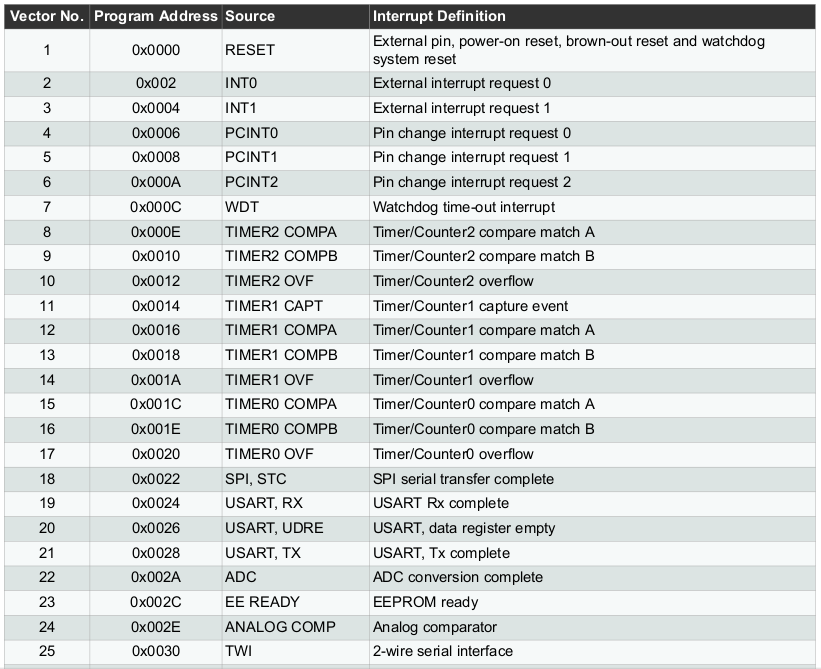 Vector No. Program Address Source Interrupt Definition
1 0x0000 RESET External pin, power-on reset, brown-out reset and watchdog
system reset
2 0x002 INT0 External interrupt request 0
3 0x0004 INT1 External interrupt request 1
4 0x0006 PCINT0 Pin change interrupt request 0
5 0x0008 PCINT1 Pin change interrupt request 1
6 0x000A PCINT2 Pin change interrupt request 2
7 0x000C WDT Watchdog time-out interrupt
8 0x000E TIMER2 COMPA Timer/Counter2 compare match A
9 0x0010 TIMER2 COMPB Timer/Counter2 compare match B
10 0x0012 TIMER2 OVF Timer/Counter2 overflow
11 0x0014 TIMER1 CAPT Timer/Counter1 capture event
12 0x0016 TIMER1 COMPA Timer/Counter1 compare match A
13 0x0018 TIMER1 COMPB Timer/Counter1 compare match B
14 0x001A TIMER1 OVF Timer/Counter1 overflow
15 0x001C TIMER0 COMPA Timer/Counter0 compare match A
16 0x001E TIMER0 COMPB Timer/Counter0 compare match B
17 0x0020 TIMER0 OVF Timer/Counter0 overflow
18 0x0022 SPI, STC SPI serial transfer complete
19 0x0024 USART, RX USART Rx complete
20 0x0026 USART, UDRE USART, data register empty
21 0x0028 USART, TX USART, Tx complete
22 0x002A ADC ADC conversion complete
23 0x002C EE READY EEPROM ready
24 0x002E ANALOG COMP Analog comparator
25 0x0030 TWI 2-wire serial interface